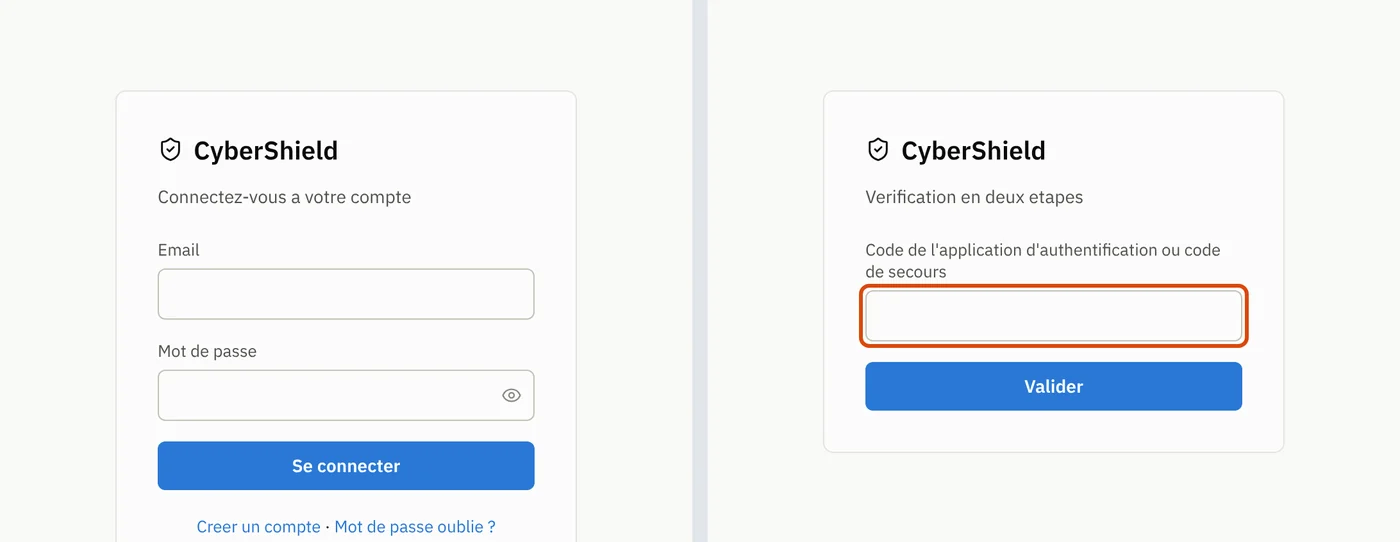 CyberShield
Connectez-vous a votre compte
Email
Mot de passe
Se connecter
Creer un compte · Mot de passe oublie ?
CyberShield
Verification en deux etapes
Code de l'application d'authentification ou code
de secours
Valider